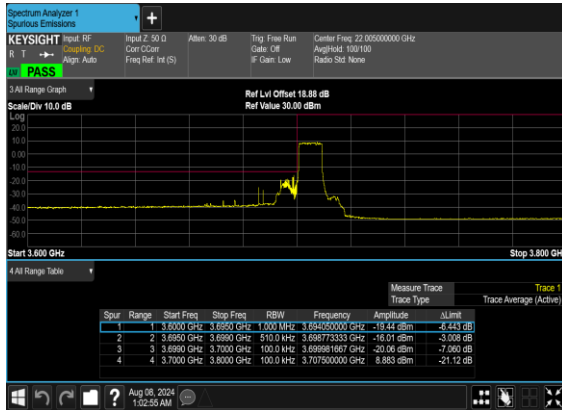 Spectrum Analyzer 1
Spurious Emissions
KEYSIGHT Input: RF Input Z: 50 Ω Atten: 30 dB Trig: Free Run Center Freq: 22.005000000 GHz
R T Coupling: DC Corr CCorr Gate: Off Avg|Hold: 100/100
Align: Auto Freq Ref: Int (S) IF Gain: Low Radio Std: None
LXI PASS
3 All Range Graph
Ref Lvl Offset 18.88 dB
Scale/Div 10.0 dB Ref Value 30.00 dBm
Log
20.0
10.0
0.00
-10.0
-20.0
-30.0
-40.0
-50.0
-60.0
Start 3.600 GHz Stop 3.800 GH
4 All Range Table
Measure Trace Trace 1
Trace Type Trace Average (Active)
Spur Range Start Freq Stop Freq RBW Frequency Amplitude ΔLimit
1 1 3.6000 GHz 3.6950 GHz 1.000 MHz 3.694050000 GHz -19.44 dBm -6.443 dB
2 2 3.6950 GHz 3.6990 GHz 510.0 kHz 3.698773333 GHz -16.01 dBm -3.008 dB
3 3 3.6990 GHz 3.7000 GHz 100.0 kHz 3.699981667 GHz -20.06 dBm -7.060 dB
4 4 3.7000 GHz 3.8000 GHz 100.0 kHz 3.707500000 GHz 8.883 dBm -21.12 dB
Aug 08, 2024
1:02:55 AM